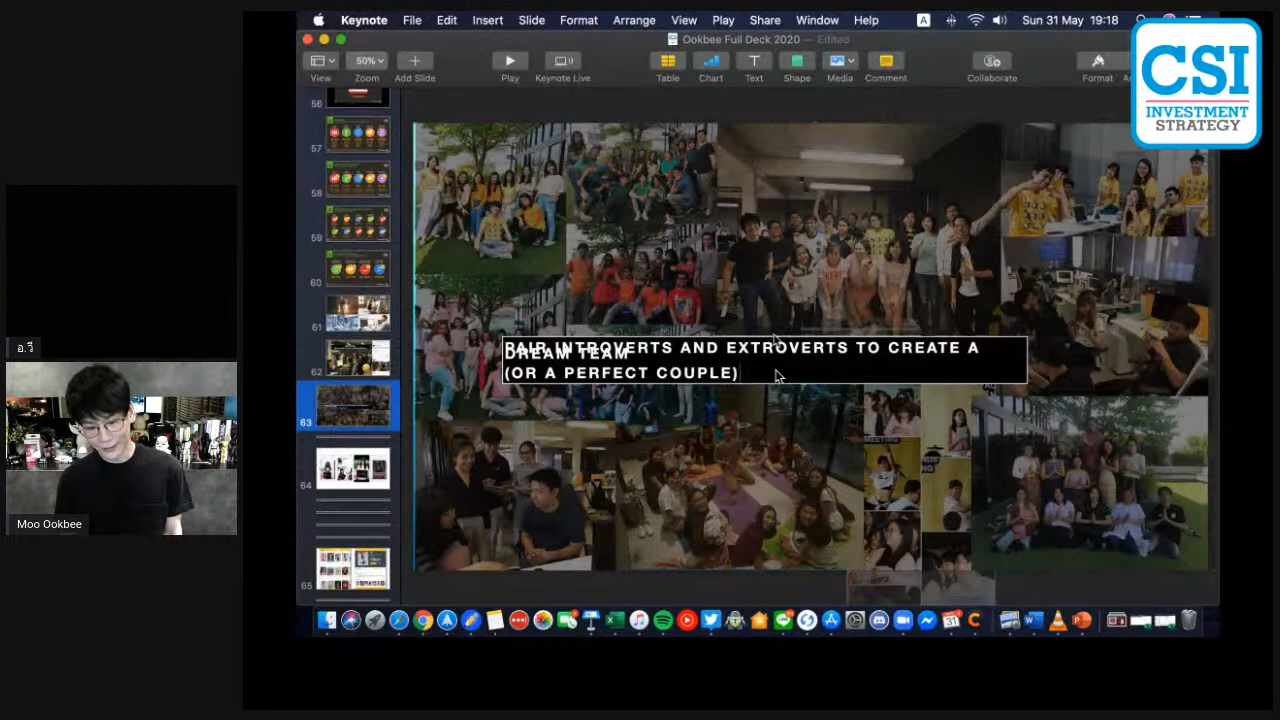 Keynote File Edit Insert Slide Format Arrange View Play Share Window Help A Sun 31 May 19:18
Ookbee Full Deck 2020 — Edited
50%
View Zoom Add Slide Play Keynote Live Table Chart Text Shape Media Comment Collaborate Format
CSI
INVESTMENT
STRATEGY
56
57
58
59
60
61
62
63
64
65
PAIR INTROVERTS AND EXTROVERTS TO CREATE A
DREAM TEAM
(OR A PERFECT COUPLE)
MEETING
อ.วี
Moo Ookbee
31